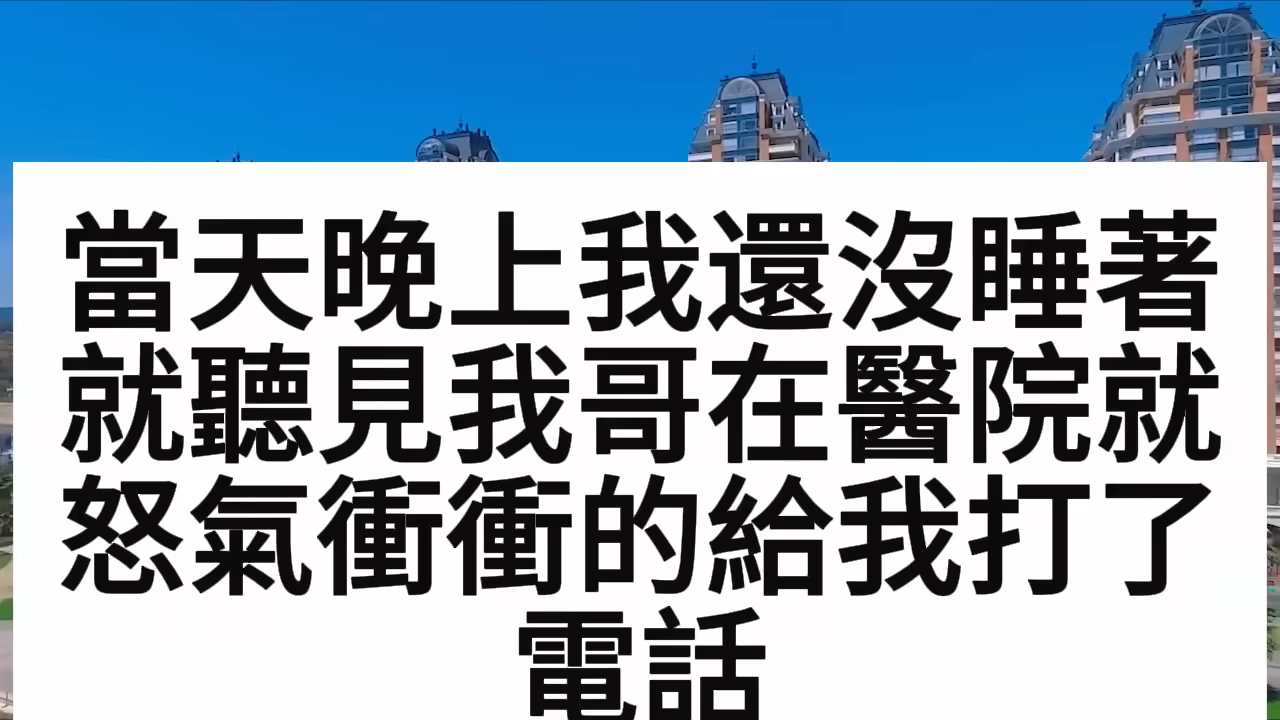 當天晚上我還沒睡著
就聽見我哥在醫院就
怒氣衝衝的給我打了
電話